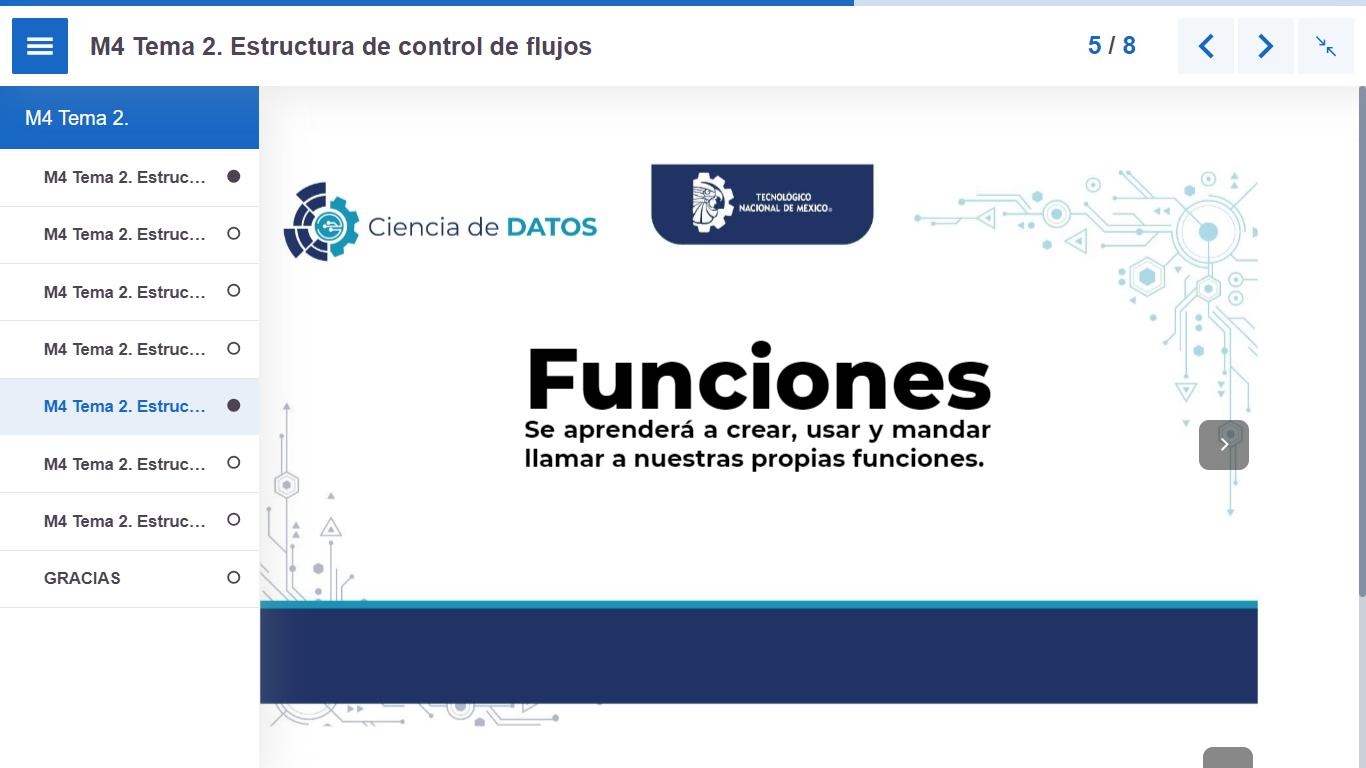 M4 Tema 2. Estructura de control de flujos
5 / 8
M4 Tema 2.
M4 Tema 2. Estruc...
M4 Tema 2. Estruc...
M4 Tema 2. Estruc...
M4 Tema 2. Estruc...
M4 Tema 2. Estruc...
M4 Tema 2. Estruc...
M4 Tema 2. Estruc...
GRACIAS
Ciencia de DATOS
TECNOLÓGICO
NACIONAL DE MÉXICO
Funciones
Se aprenderá a crear, usar y mandar
llamar a nuestras propias funciones.